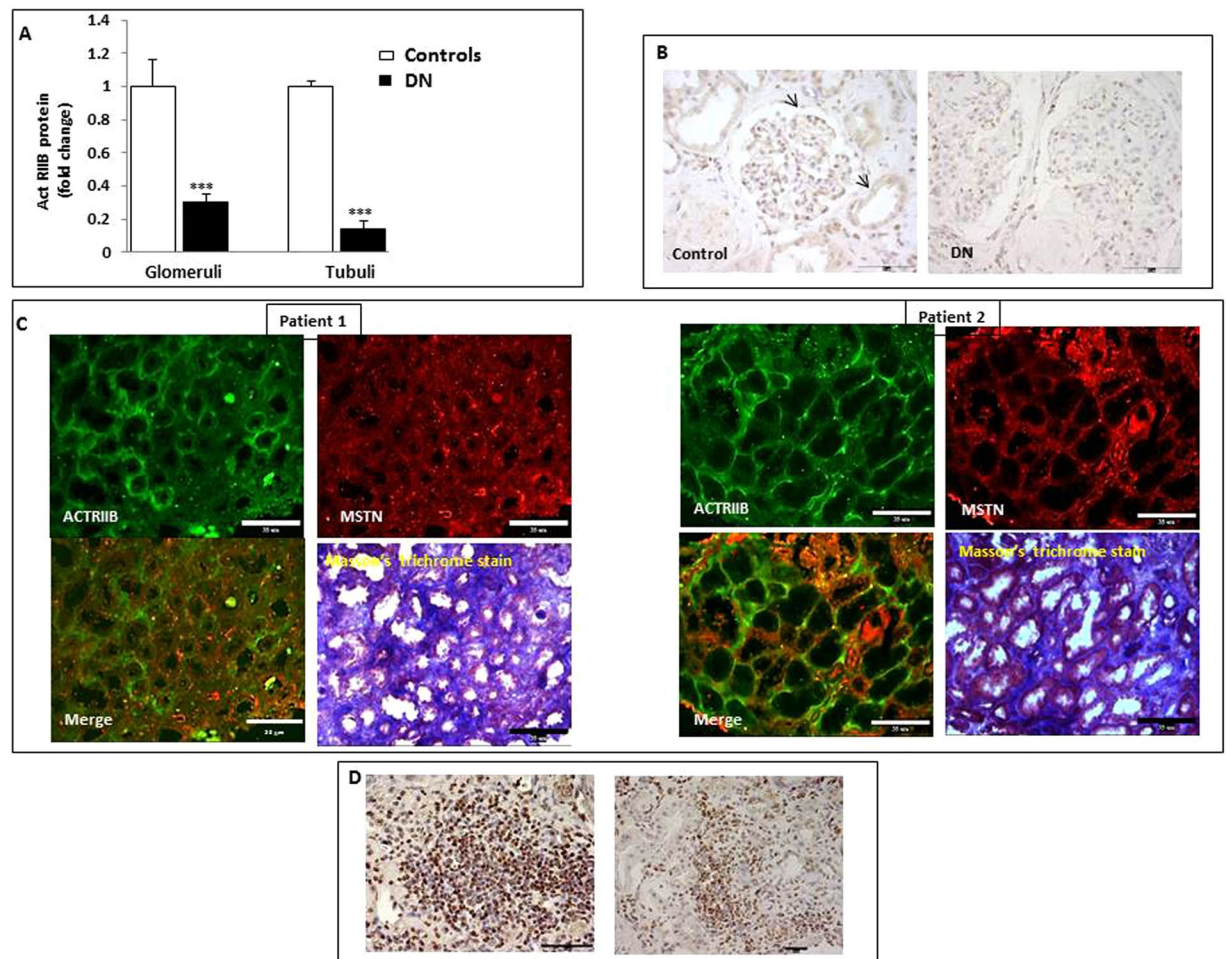 A
1.4
1.2
1
0.8
0.6
0.4
0.2
0
Act RIIB protein
(fold change)
Controls
DN
***
***
Glomeruli
Tubuli
B
Control
DN
C
Patient 1
ACTRIIB
MSTN
Merge
35 µm
Masson's trichrome stain
Patient 2
ACTRIIB
MSTN
Merge
Masson's trichrome stain
D